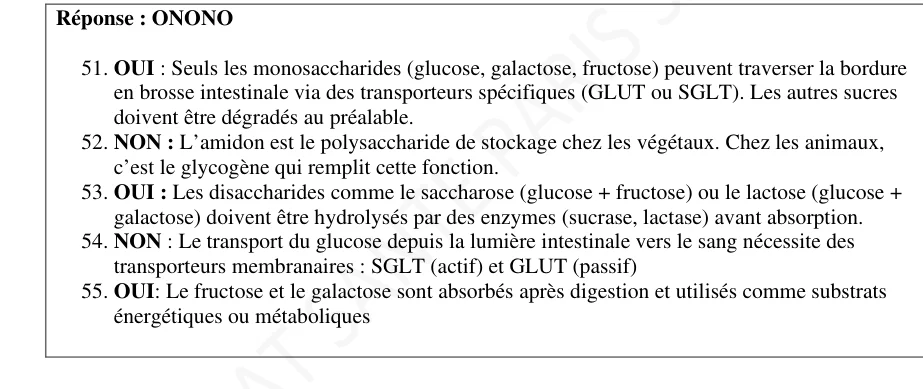 Réponse : ONONO
51. OUI : Seuls les monosaccharides (glucose, galactose, fructose) peuvent traverser la bordure
en brosse intestinale via des transporteurs spécifiques (GLUT ou SGLT). Les autres sucres
doivent être dégradés au préalable.
52. NON : L’amidon est le polysaccharide de stockage chez les végétaux. Chez les animaux,
c’est le glycogène qui remplit cette fonction.
53. OUI : Les disaccharides comme le saccharose (glucose + fructose) ou le lactose (glucose +
galactose) doivent être hydrolysés par des enzymes (sucrase, lactase) avant absorption.
54. NON : Le transport du glucose depuis la lumière intestinale vers le sang nécessite des
transporteurs membranaires : SGLT (actif) et GLUT (passif)
55. OUI: Le fructose et le galactose sont absorbés après digestion et utilisés comme substrats
énergétiques ou métaboliques